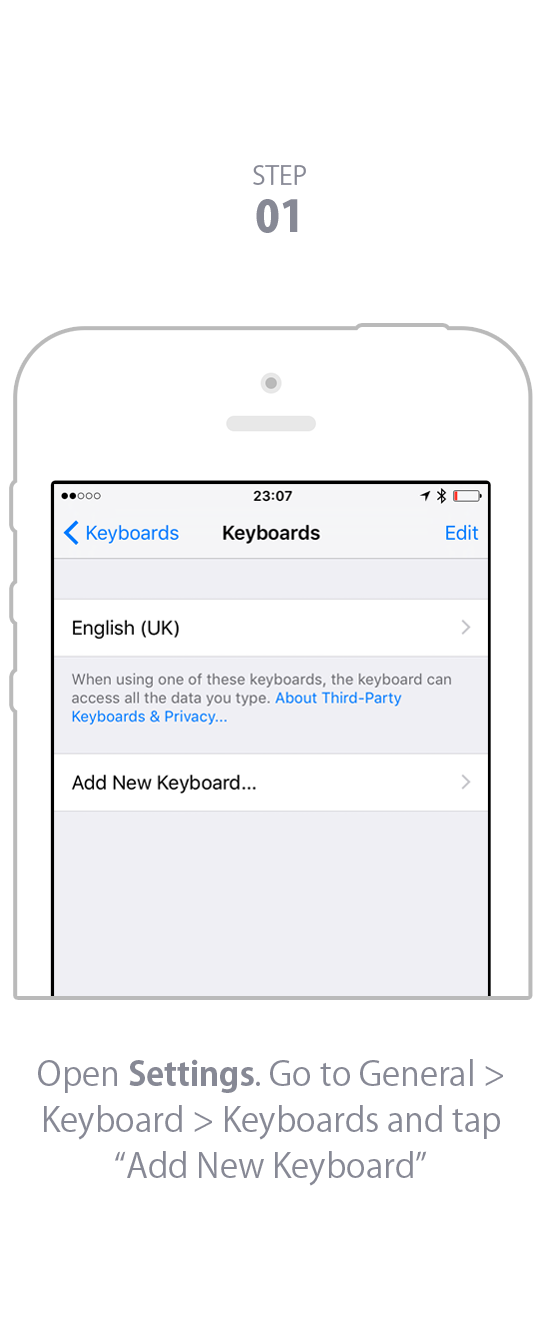 STEP
01
23:07
Keyboards
Keyboards
Edit
English (UK)
When using one of these keyboards, the keyboard can
access all the data you type. About Third-Party
Keyboards & Privacy...
Add New Keyboard...
Open Settings. Go to General >
Keyboard > Keyboards and tap
“Add New Keyboard”